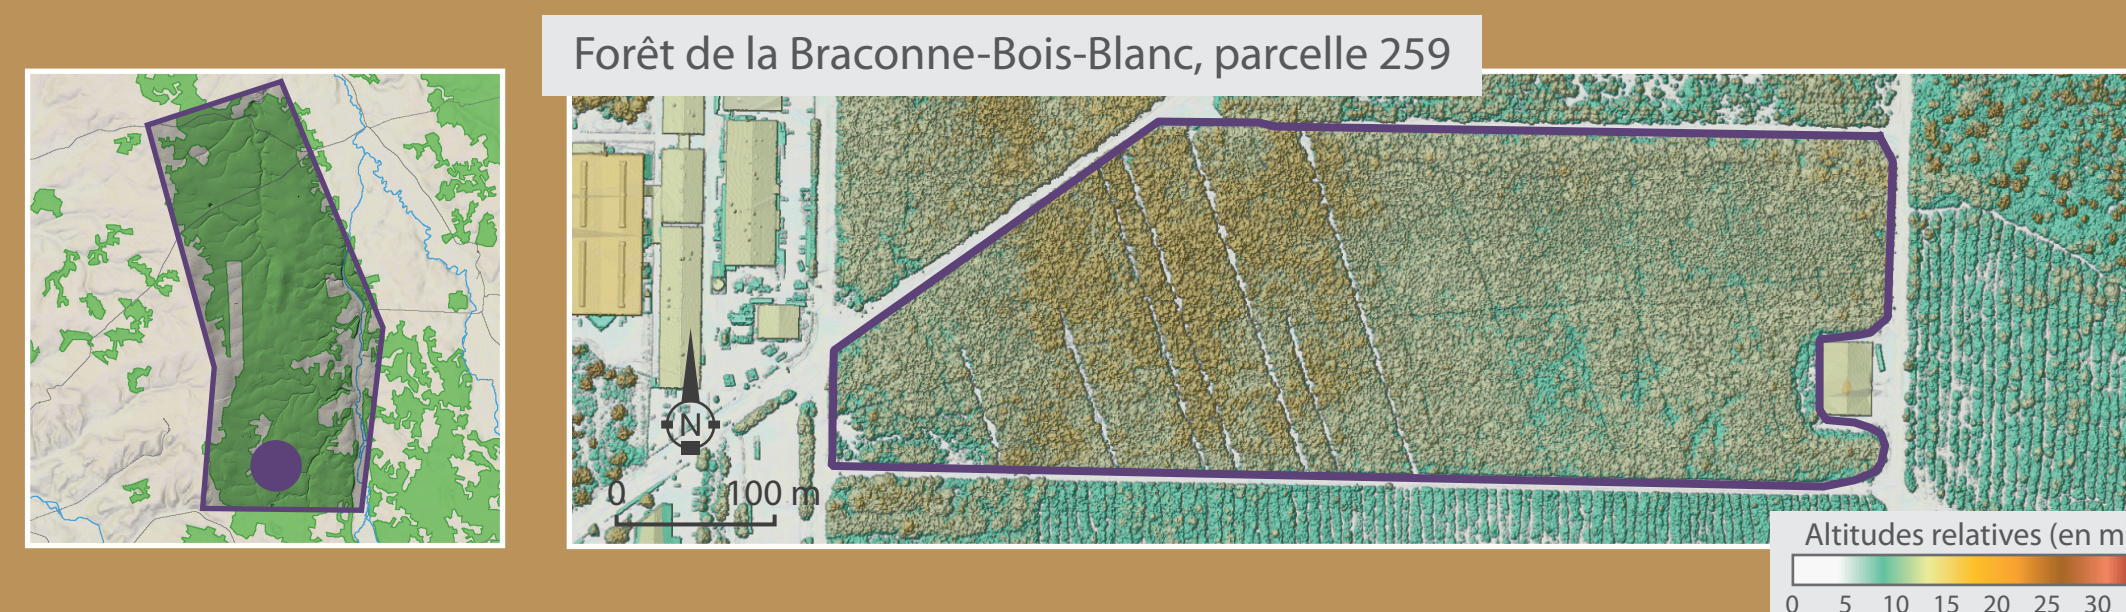 Forêt de la Braconne-Bois-Blanc, parcelle 259
N
0 100 m
Altitudes relatives (en m
0 5 10 15 20 25 30